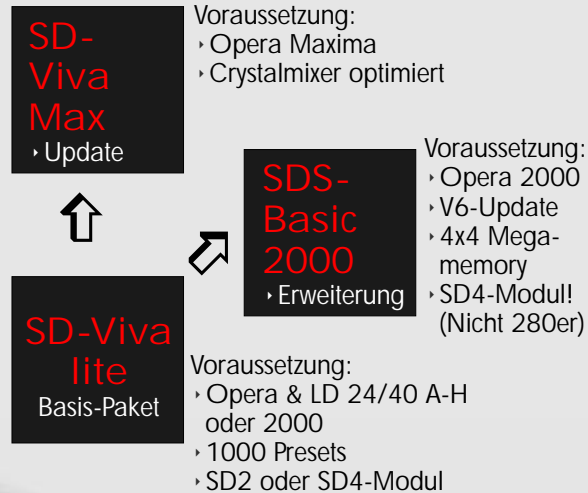 SD-
Viva
Max
‣ Update
Voraussetzung:
‣ Opera Maxima
‣ Crystalmixer optimiert
SDS-
Basic
2000
‣ Erweiterung
Voraussetzung:
‣ Opera 2000
‣ V6-Update
‣ 4x4 Mega-
memory
‣ SD4-Modul!
(Nicht 280er)
SD-Viva
lite
Basis-Paket
Voraussetzung:
‣ Opera & LD 24/40 A-H
oder 2000
‣ 1000 Presets
‣ SD2 oder SD4-Modul